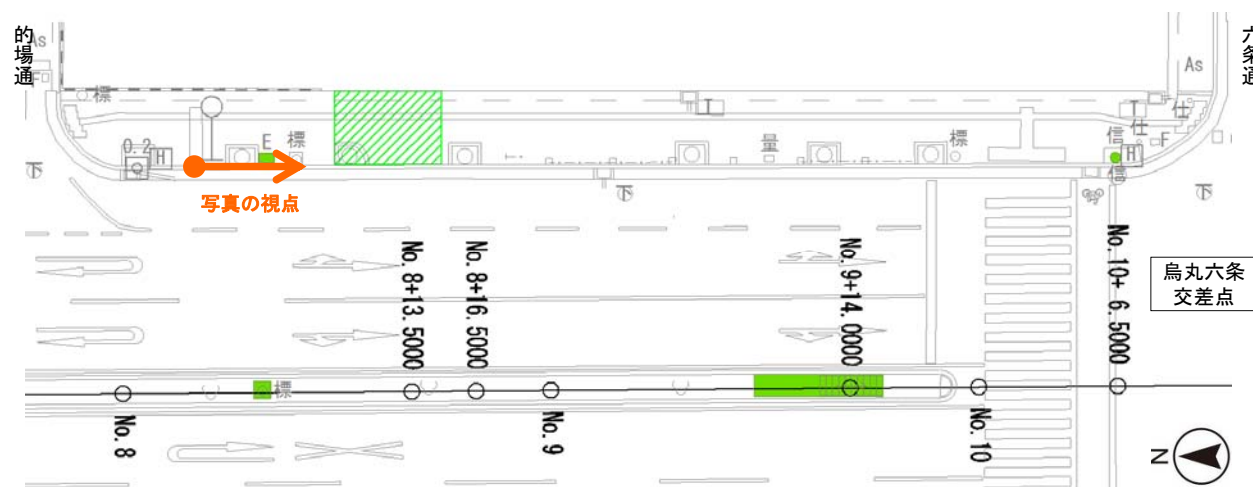 的場通
六条通
As
As
F
標
T
T
仕
仕
信
F
O.2
H
E
標
量
標
H
信
写真の視点
下
下
下
No. 8+13.5000
No. 8+16.5000
No. 9+14.0000
No. 10+ 6.5000
烏丸六条
交差点
標
No. 8
No. 9
No. 10
N